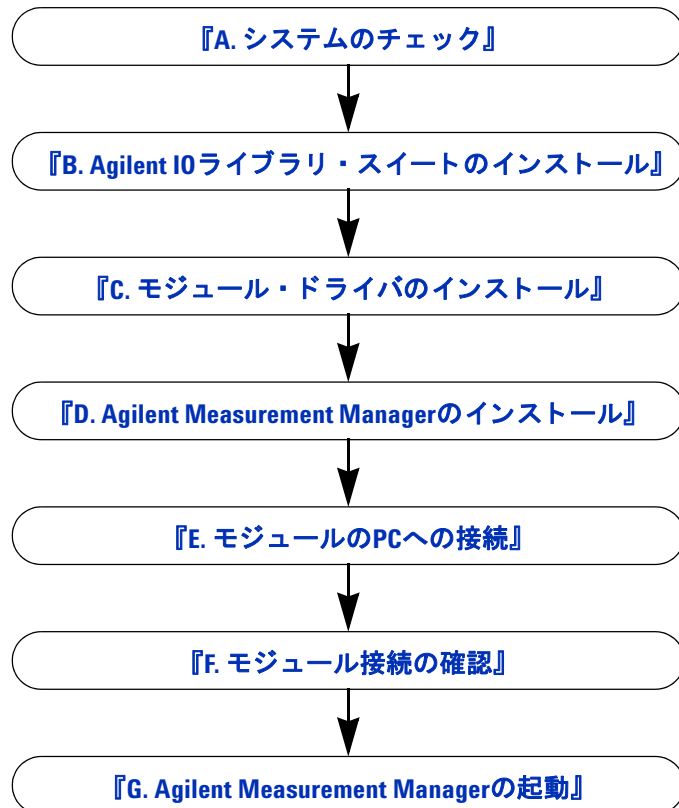 『A. システムのチェック』
『B. Agilent IOライブラリ・スイートのインストール』
『C. モジュール・ドライバのインストール』
『D. Agilent Measurement Managerのインストール』
『E. モジュールのPCへの接続』
『F. モジュール接続の確認』
『G. Agilent Measurement Managerの起動』